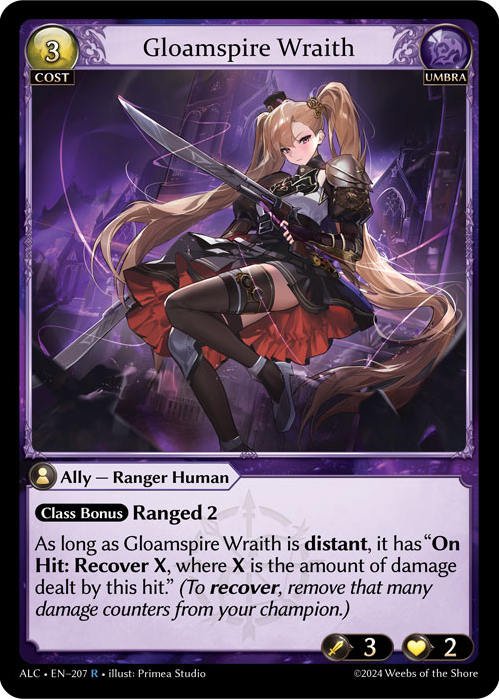 3
Gloamspire Wraith
COST
UMBRA
Ally — Ranger Human
Class Bonus Ranged 2
As long as Gloamspire Wraith is distant, it has “On
Hit: Recover X, where X is the amount of damage
dealt by this hit.” (To recover, remove that many
damage counters from your champion.)
3
2
ALC • EN–207 R • illust: Primea Studio
©2024 Weebs of the Shore